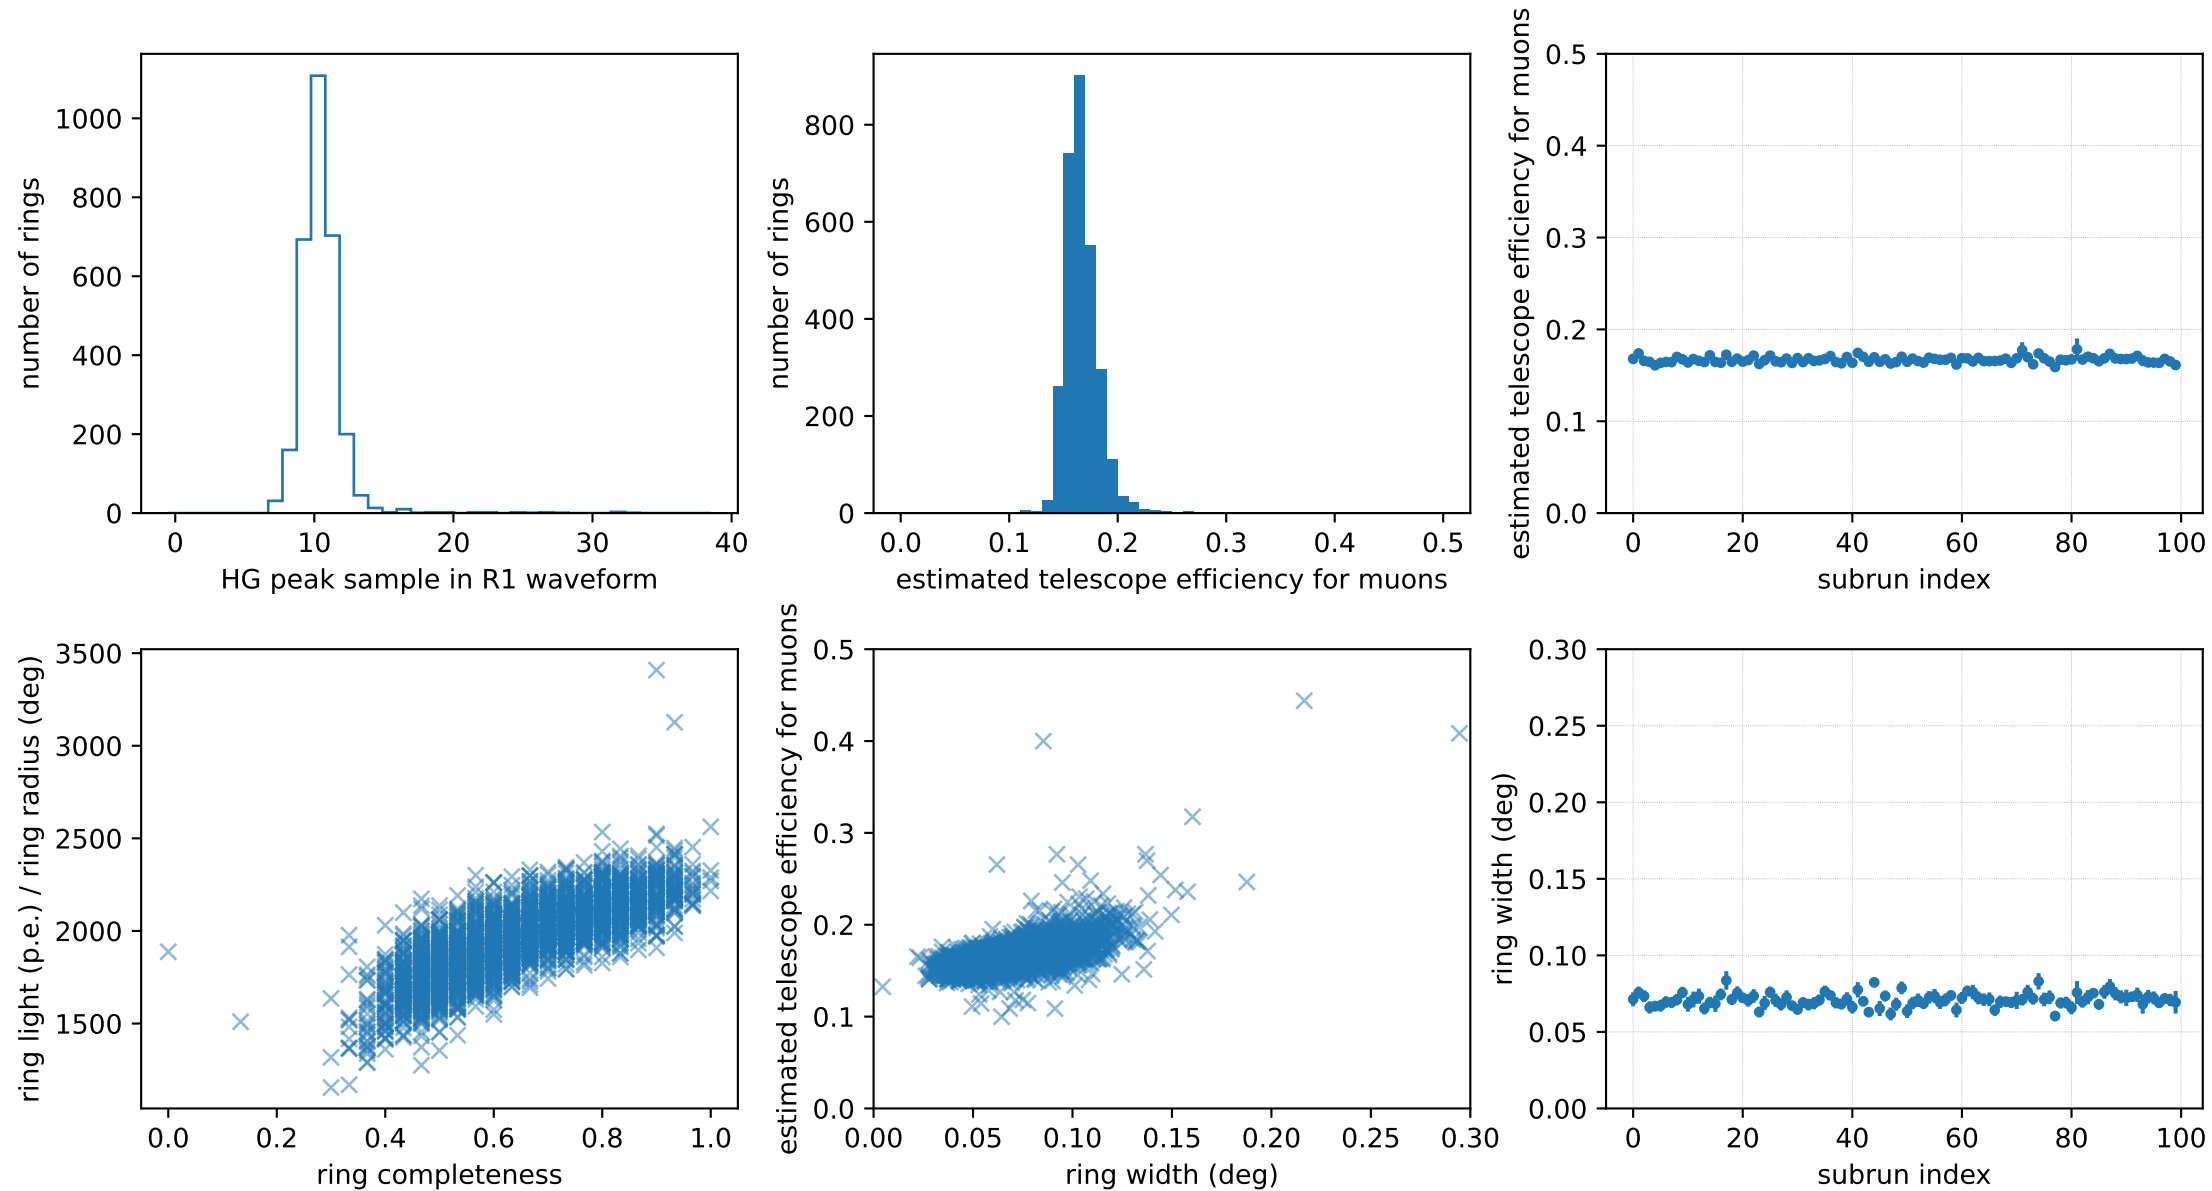 number of rings
1000
800
600
400
200
0
0 10 20 30 40
HG peak sample in R1 waveform
number of rings
800
600
400
200
0
0.0 0.1 0.2 0.3 0.4 0.5
estimated telescope efficiency for muons
estimated telescope efficiency for muons
0.5
0.4
0.3
0.2
0.1
0.0
0 20 40 60 80 100
subrun index
ring light (p.e.) / ring radius (deg)
3500
3000
2500
2000
1500
0.0 0.2 0.4 0.6 0.8 1.0
ring completeness
estimated telescope efficiency for muons
0.5
0.4
0.3
0.2
0.1
0.0
0.00 0.05 0.10 0.15 0.20 0.25 0.30
ring width (deg)
ring width (deg)
0.30
0.25
0.20
0.15
0.10
0.05
0.00
0 20 40 60 80 100
subrun index